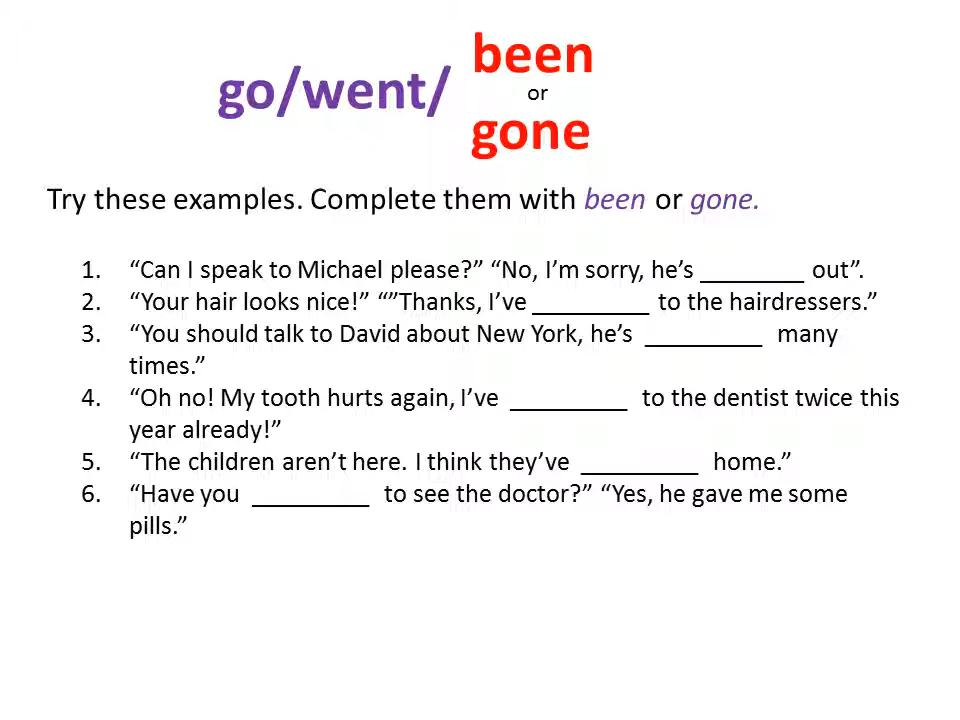 go/went/
been
or
gone
Try these examples. Complete them with been or gone.
1. “Can I speak to Michael please?” “No, I’m sorry, he’s ________ out”.
2. “Your hair looks nice!” “”Thanks, I’ve _________ to the hairdressers.”
3. “You should talk to David about New York, he’s _________ many
times.”
4. “Oh no! My tooth hurts again, I’ve _________ to the dentist twice this
year already!”
5. “The children aren’t here. I think they’ve _________ home.”
6. “Have you _________ to see the doctor?” “Yes, he gave me some
pills.”